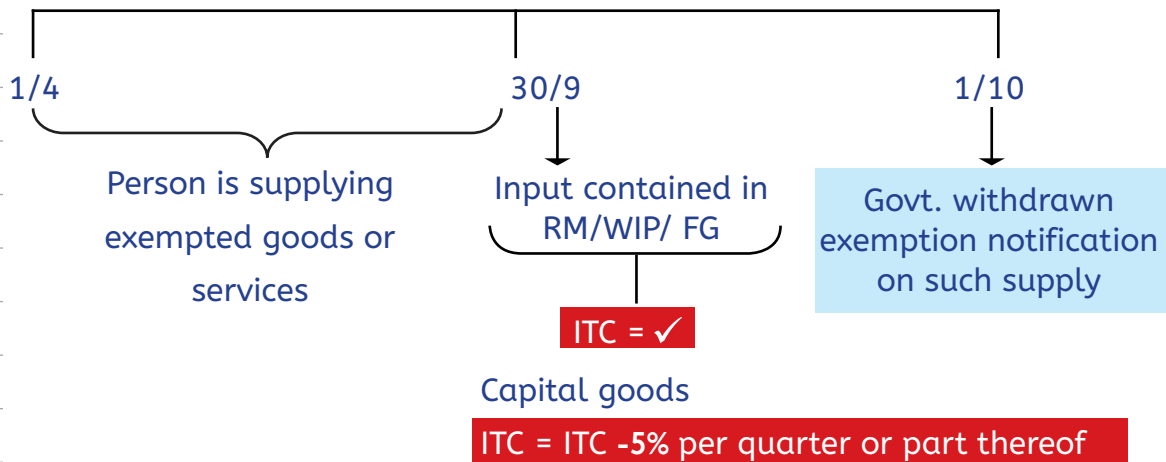 1/4
30/9
1/10
Person is supplying
exempted goods or
services
Input contained in
RM/WIP/ FG
Govt. withdrawn
exemption notification
on such supply
ITC = ✓
Capital goods
ITC = ITC -5% per quarter or part thereof